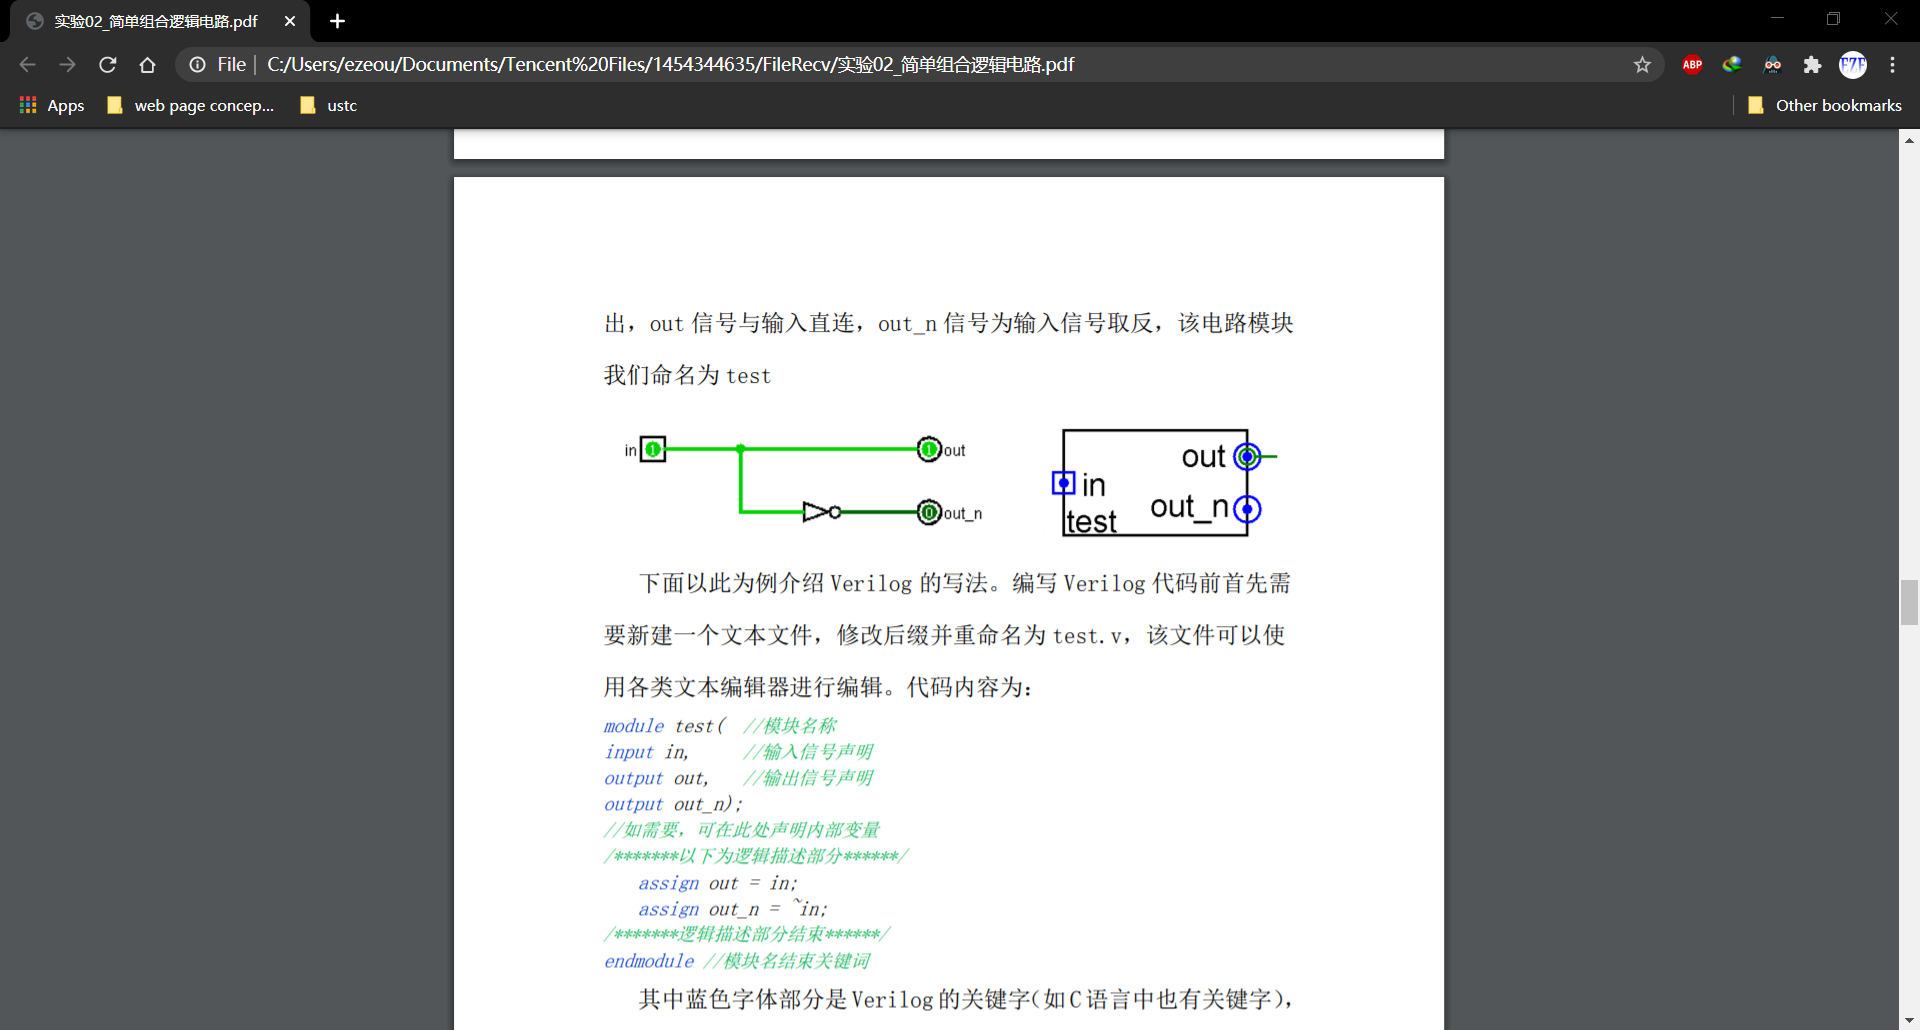 实验02_简单组合逻辑电路.pdf
File C:/Users/ezeou/Documents/Tencent%20Files/1454344635/FileRecv/实验02_简单组合逻辑电路.pdf
ABP
EZE
Apps web page concep... ustc Other bookmarks
出，out 信号与输入直连，out_n 信号为输入信号取反，该电路模块
我们命名为 test
in 1 1 out
0 out_n
out
in
out_n
test
下面以此为例介绍 Verilog 的写法。编写 Verilog 代码前首先需
要新建一个文本文件，修改后缀并重命名为 test.v，该文件可以使
用各类文本编辑器进行编辑。代码内容为：
module test( //模块名称
input in, //输入信号声明
output out, //输出信号声明
output out_n);
//如需要，可在此处声明内部变量
/*******以下为逻辑描述部分******/
assign out = in;
assign out_n = ~in;
/*******逻辑描述部分结束******/
endmodule //模块名结束关键词
其中蓝色字体部分是 Verilog 的关键字（如 C 语言中也有关键字），